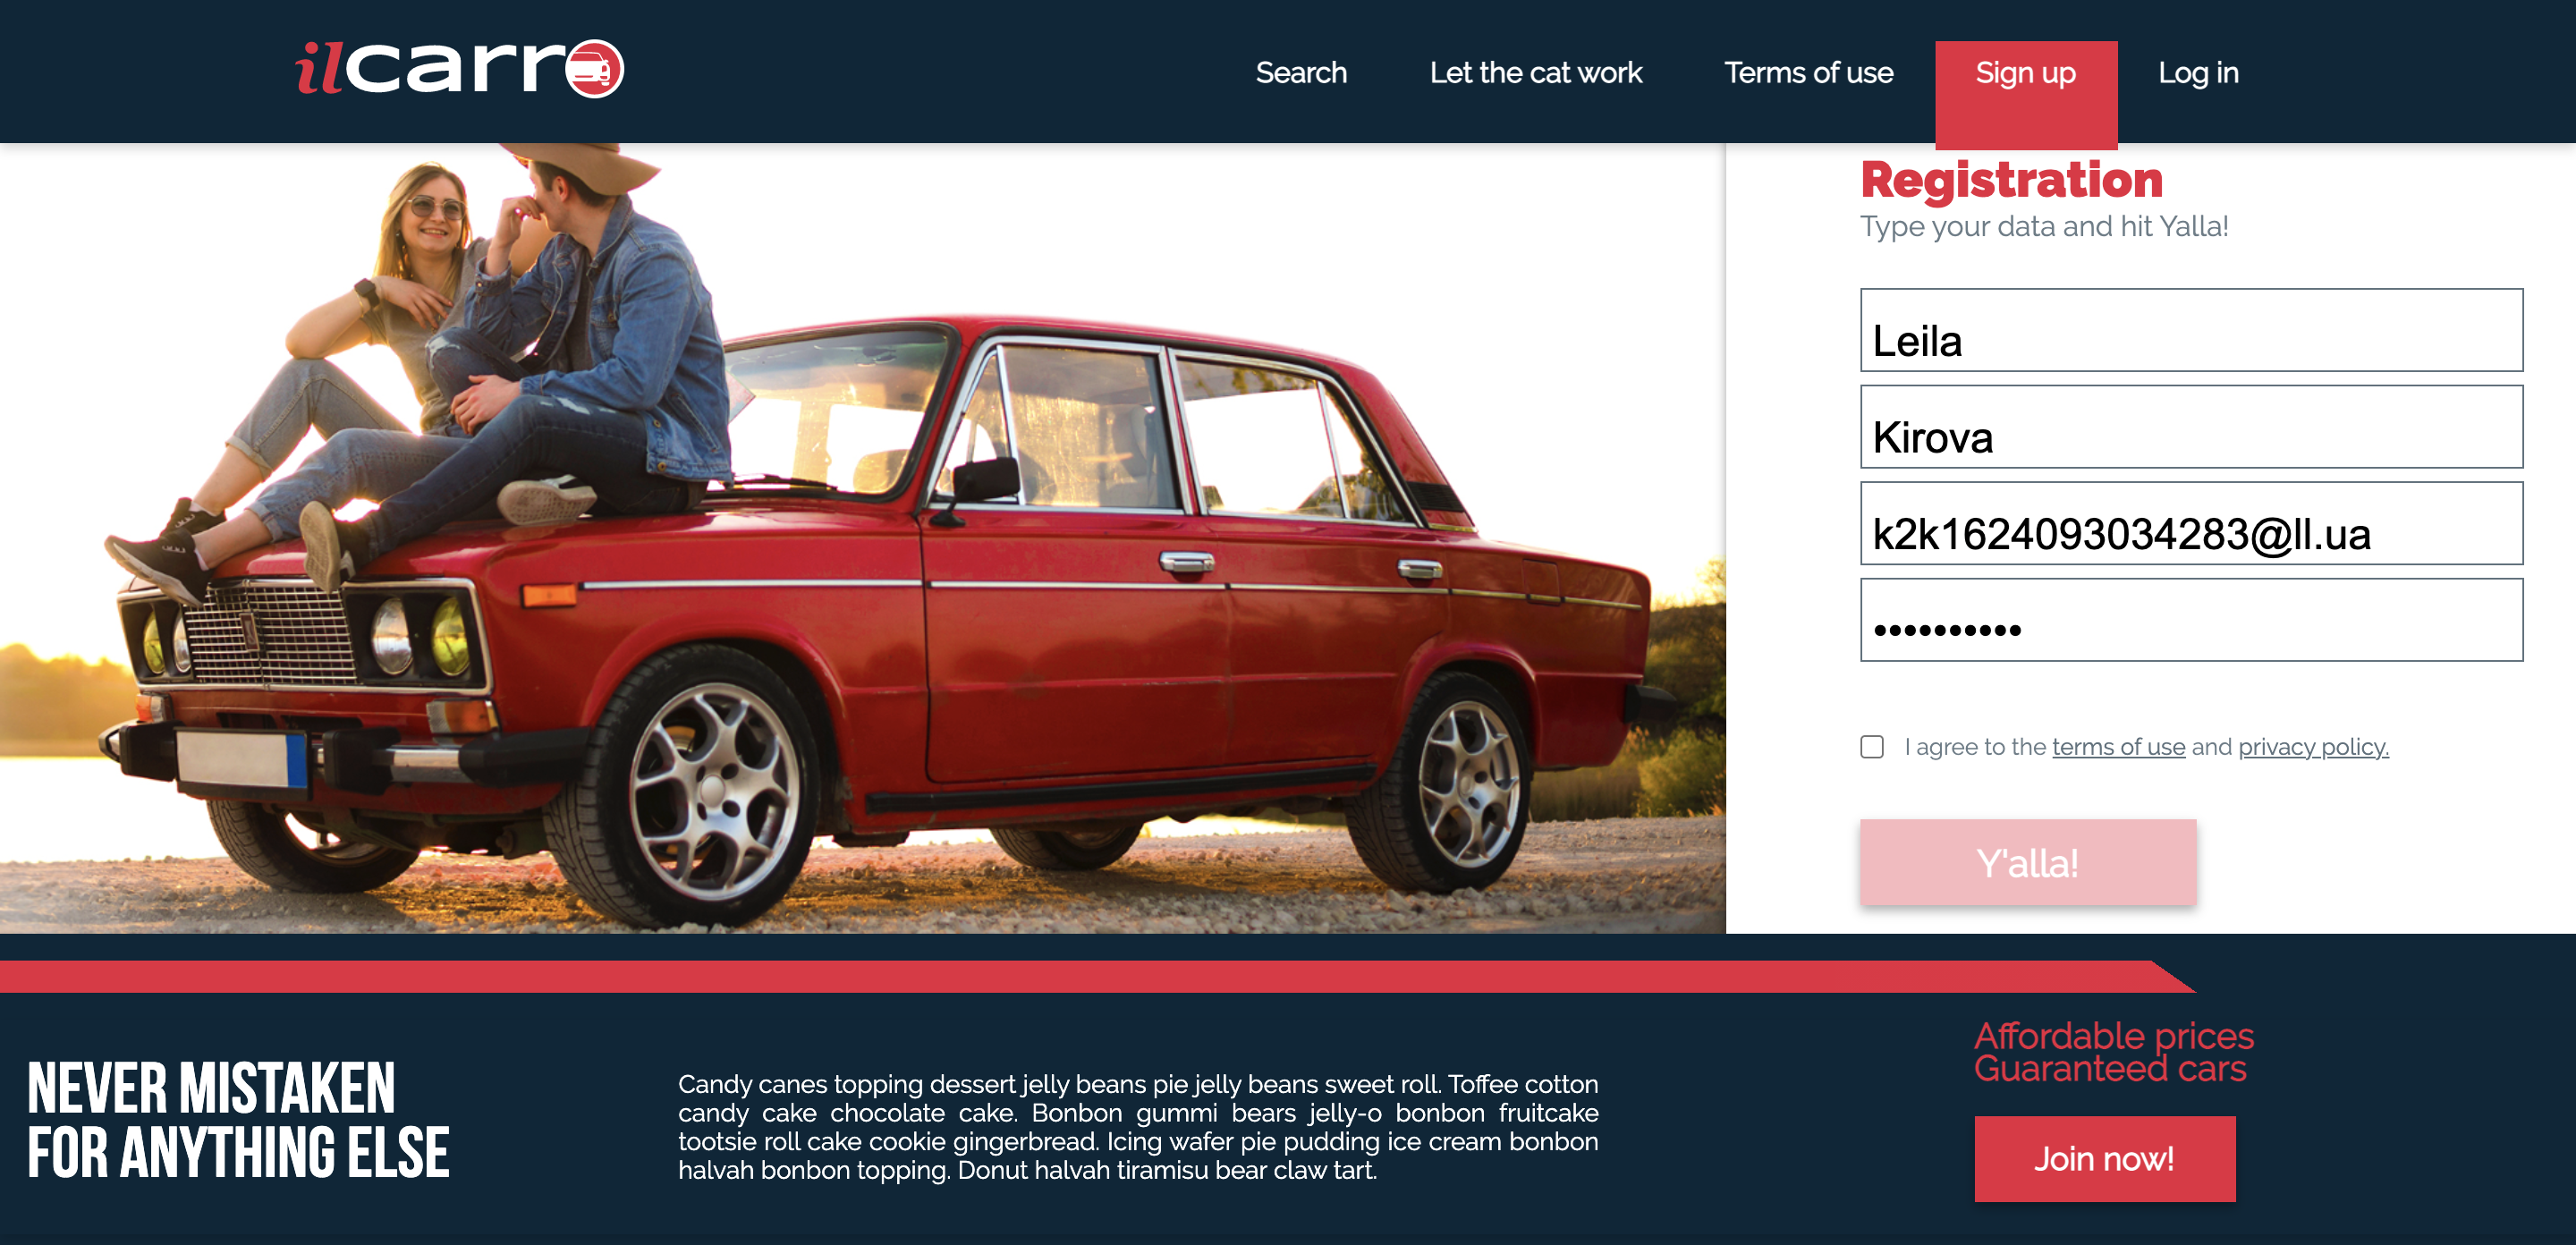 ilcarro
Search
Let the cat work
Terms of use
Sign up
Log in
Registration
Type your data and hit Yalla!
Leila
Kirova
k2k1624093034283@ll.ua
••••••••••
I agree to the terms of use and privacy policy.
Y'alla!
NEVER MISTAKEN
FOR ANYTHING ELSE
Candy canes topping dessert jelly beans pie jelly beans sweet roll. Toffee cotton
candy cake chocolate cake. Bonbon gummi bears jelly-o bonbon fruitcake
tootsie roll cake cookie gingerbread. Icing wafer pie pudding ice cream bonbon
halvah bonbon topping. Donut halvah tiramisu bear claw tart.
Affordable prices
Guaranteed cars
Join now!